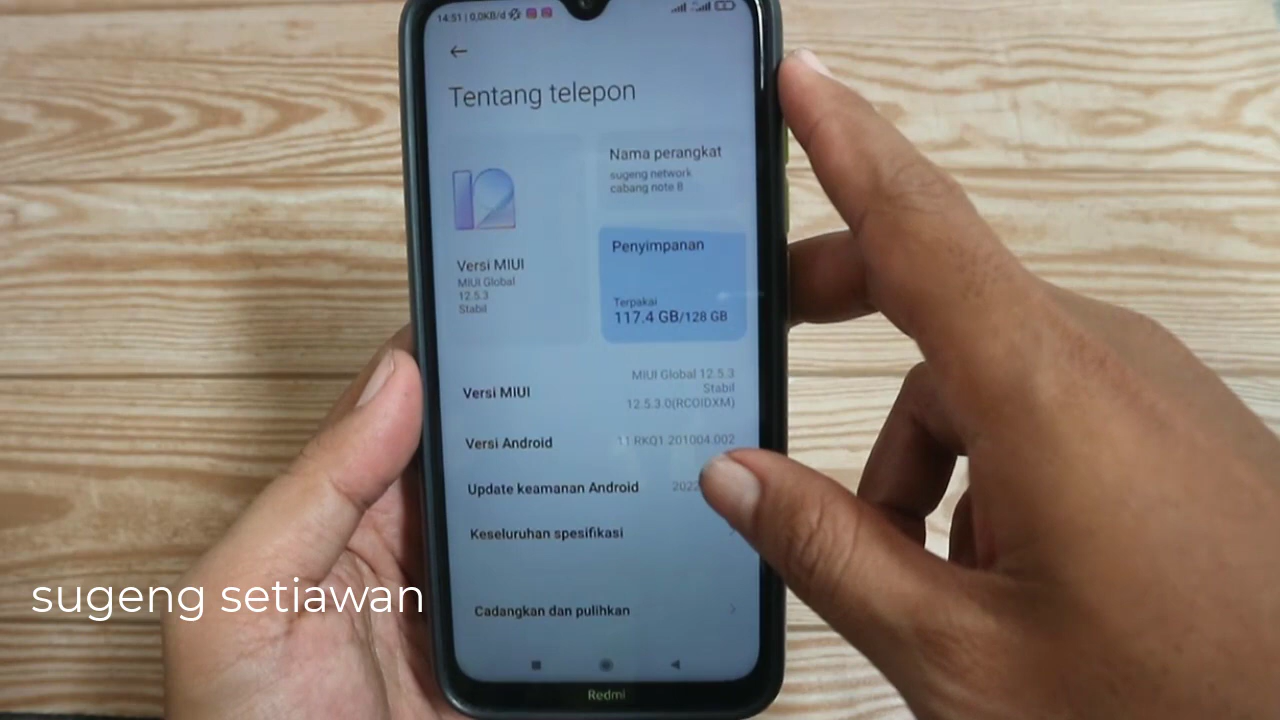 14:51 | 0,0KB/d
Tentang telepon
Nama perangkat
sugeng network
cabang note 8
12
Versi MIUI
MIUI Global
12.5.3
Stabil
Penyimpanan
Terpakai
117.4 GB/128 GB
Versi MIUI
MIUI Global 12.5.3
Stabil
12.5.3.0(RCOIDXM)
Versi Android
11 RKQ1.201004.002
Update keamanan Android
2022
Keseluruhan spesifikasi
Cadangkan dan pulihkan
Redmi
sugeng setiawan